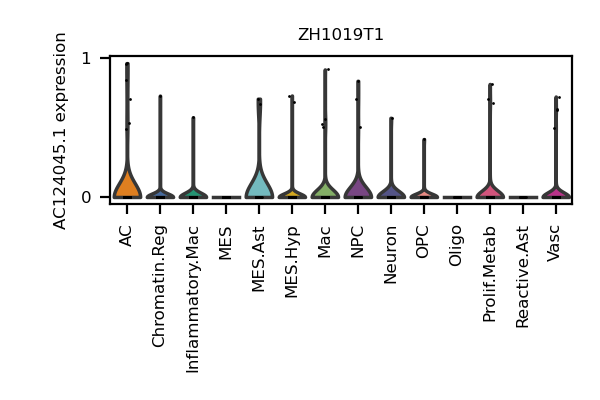 ZH1019T1
AC124045.1 expression
1
0
AC
Chromatin.Reg
Inflammatory.Mac
MES
MES.Ast
MES.Hyp
Mac
NPC
Neuron
OPC
Oligo
Prolif.Metab
Reactive.Ast
Vasc